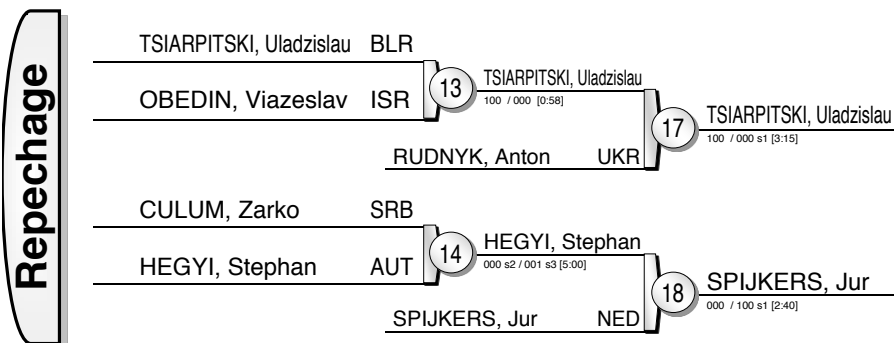 Repechage
TSIARPITSKI, Uladzislau BLR
OBEDIN, Viazeslav ISR
13
TSIARPITSKI, Uladzislau
100 / 000 [0:58]
RUDNYK, Anton UKR
17
TSIARPITSKI, Uladzislau
100 / 000 s1 [3:15]
CULUM, Zarko SRB
HEGYI, Stephan AUT
14
HEGYI, Stephan
000 s2 / 001 s3 [5:00]
SPIJKERS, Jur NED
18
SPIJKERS, Jur
000 / 100 s1 [2:40]